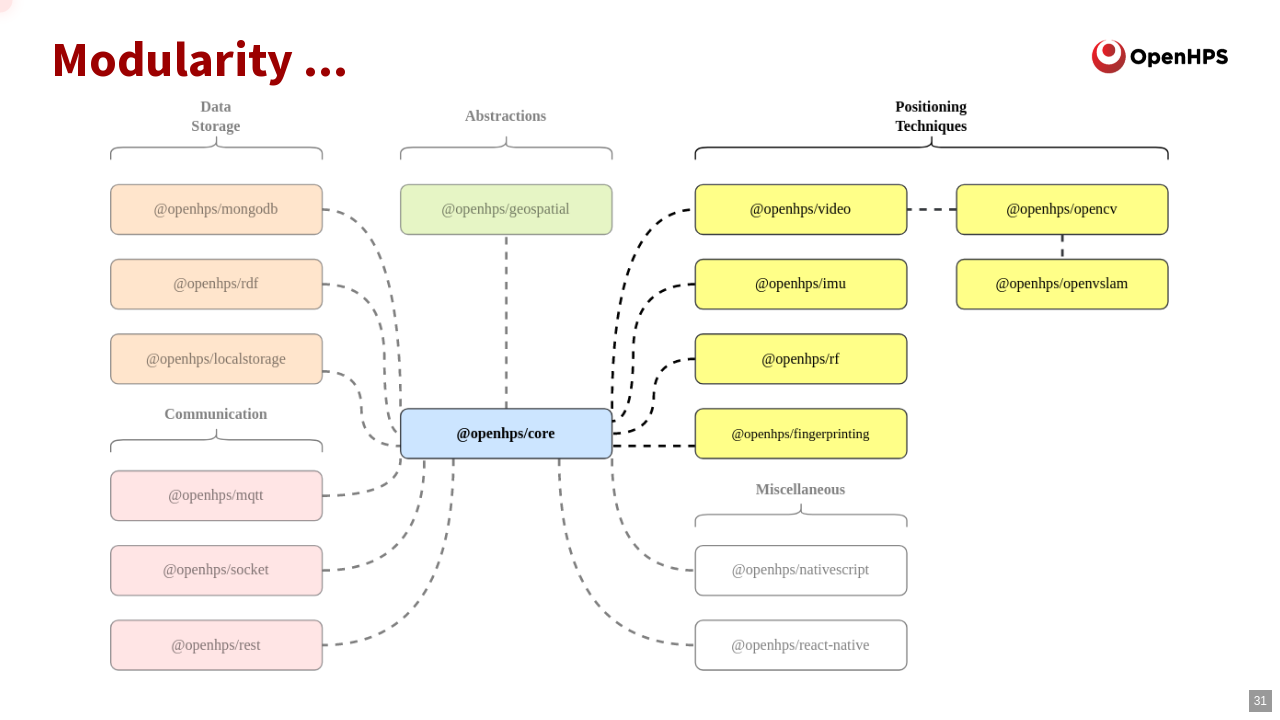 Modularity ...
OpenHPS
Data
Storage
@openhps/mongodb
@openhps/rdf
@openhps/localstorage
Communication
@openhps/mqtt
@openhps/socket
@openhps/rest
Abstractions
@openhps/geospatial
@openhps/core
Positioning
Techniques
@openhps/video
@openhps/opencv
@openhps/imu
@openhps/openvslam
@openhps/rf
@openhps/fingerprinting
Miscellaneous
@openhps/nativescript
@openhps/react-native
31